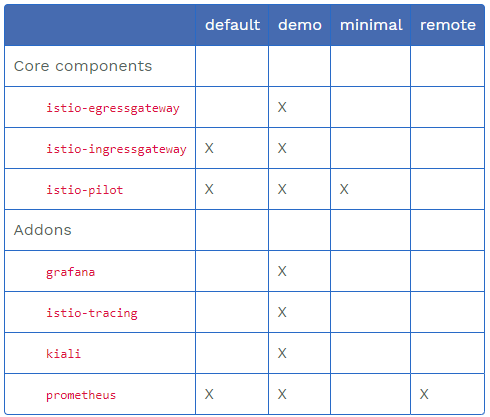 default demo minimal remote
Core components
istio-egressgateway X
istio-ingressgateway X X
istio-pilot X X X
Addons
grafana X
istio-tracing X
kiali X
prometheus X X X